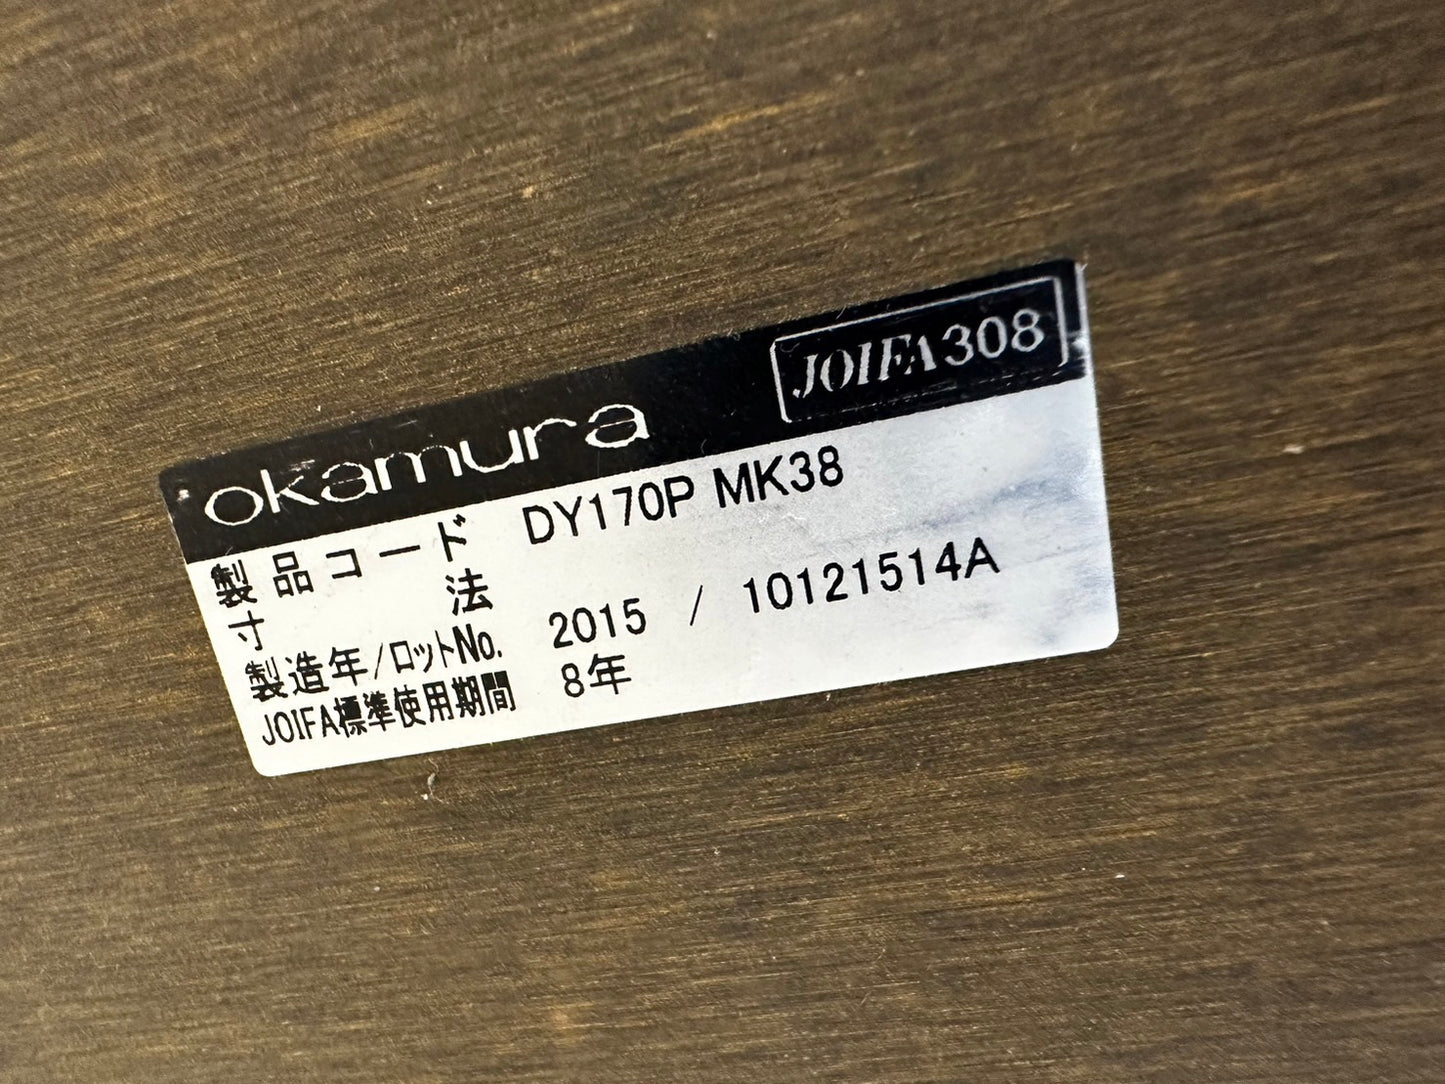 okamura JOIFA308
製品コード DY170P MK38
寸法
製造年/ロットNo. 2015 / 10121514A
JOIFA標準使用期間 8年